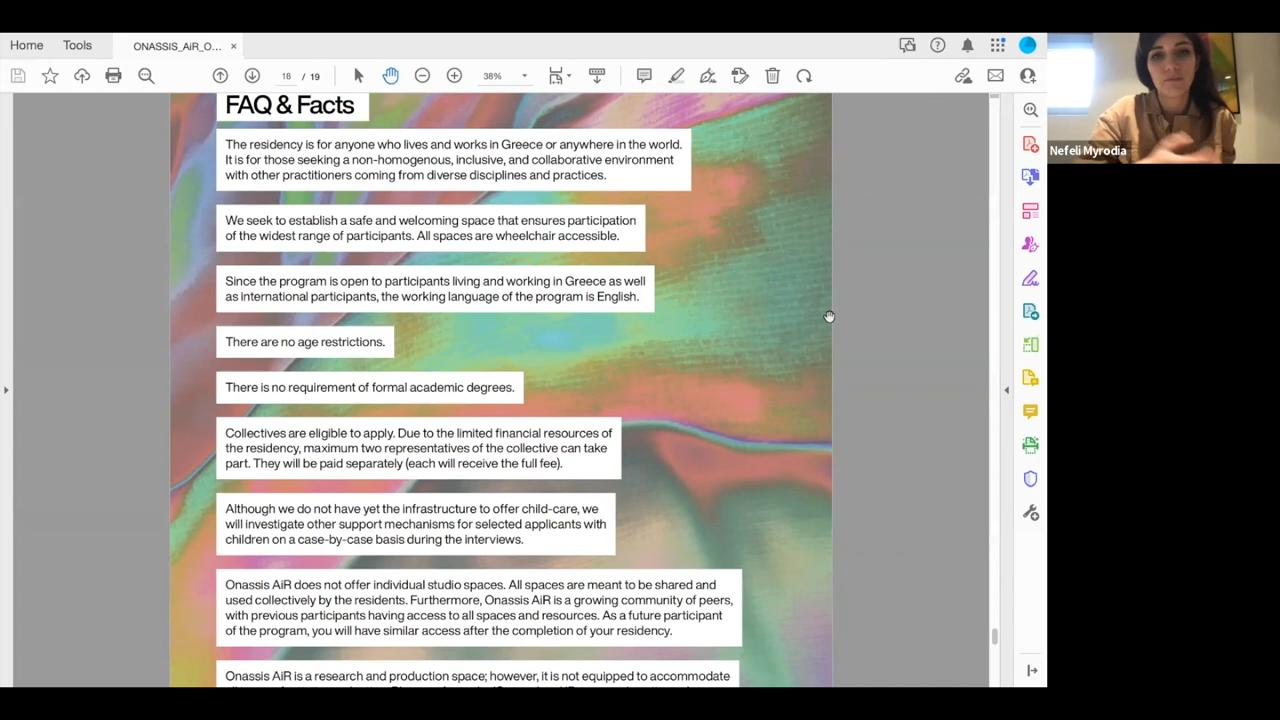 Home
Tools
ONASSIS_AiR_O... ×
16 / 19
38%
FAQ & Facts
The residency is for anyone who lives and works in Greece or anywhere in the world.
It is for those seeking a non-homogenous, inclusive, and collaborative environment
with other practitioners coming from diverse disciplines and practices.
We seek to establish a safe and welcoming space that ensures participation
of the widest range of participants. All spaces are wheelchair accessible.
Since the program is open to participants living and working in Greece as well
as international participants, the working language of the program is English.
There are no age restrictions.
There is no requirement of formal academic degrees.
Collectives are eligible to apply. Due to the limited financial resources of
the residency, maximum two representatives of the collective can take
part. They will be paid separately (each will receive the full fee).
Although we do not have yet the infrastructure to offer child-care, we
will investigate other support mechanisms for selected applicants with
children on a case-by-case basis during the interviews.
Onassis AiR does not offer individual studio spaces. All spaces are meant to be shared and
used collectively by the residents. Furthermore, Onassis AiR is a growing community of peers,
with previous participants having access to all spaces and resources. As a future participant
of the program, you will have similar access after the completion of your residency.
Onassis AiR is a research and production space; however, it is not equipped to accommodate
Nefeli Myrodia